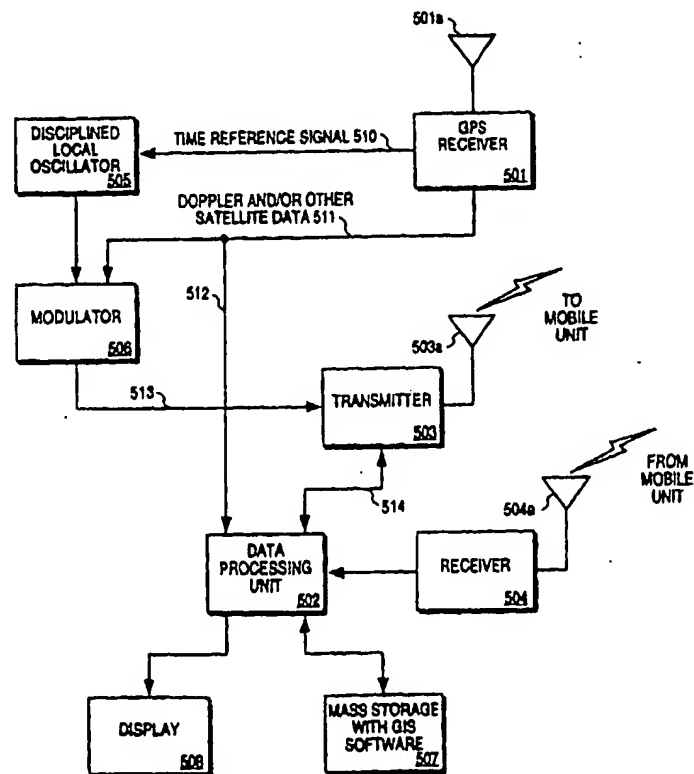 501a
DISCIPLINED
LOCAL
OSCILLATOR
505
TIME REFERENCE SIGNAL 510
GPS
RECEIVER
501
DOPPLER AND/OR OTHER
SATELLITE DATA 511
MODULATOR
506
512
TO
MOBILE
UNIT
503a
513
TRANSMITTER
503
FROM
MOBILE
UNIT
504a
514
DATA
PROCESSING
UNIT
502
RECEIVER
504
DISPLAY
508
MASS STORAGE
WITH GIS
SOFTWARE
507